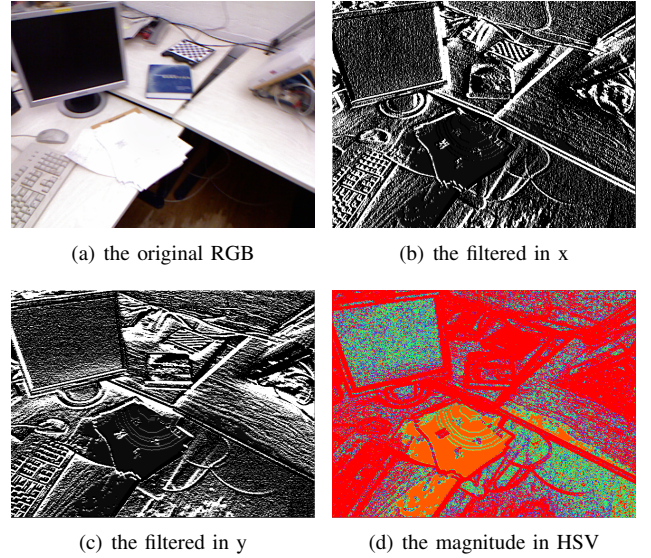 (a) the original RGB
(b) the filtered in x
(c) the filtered in y
(d) the magnitude in HSV